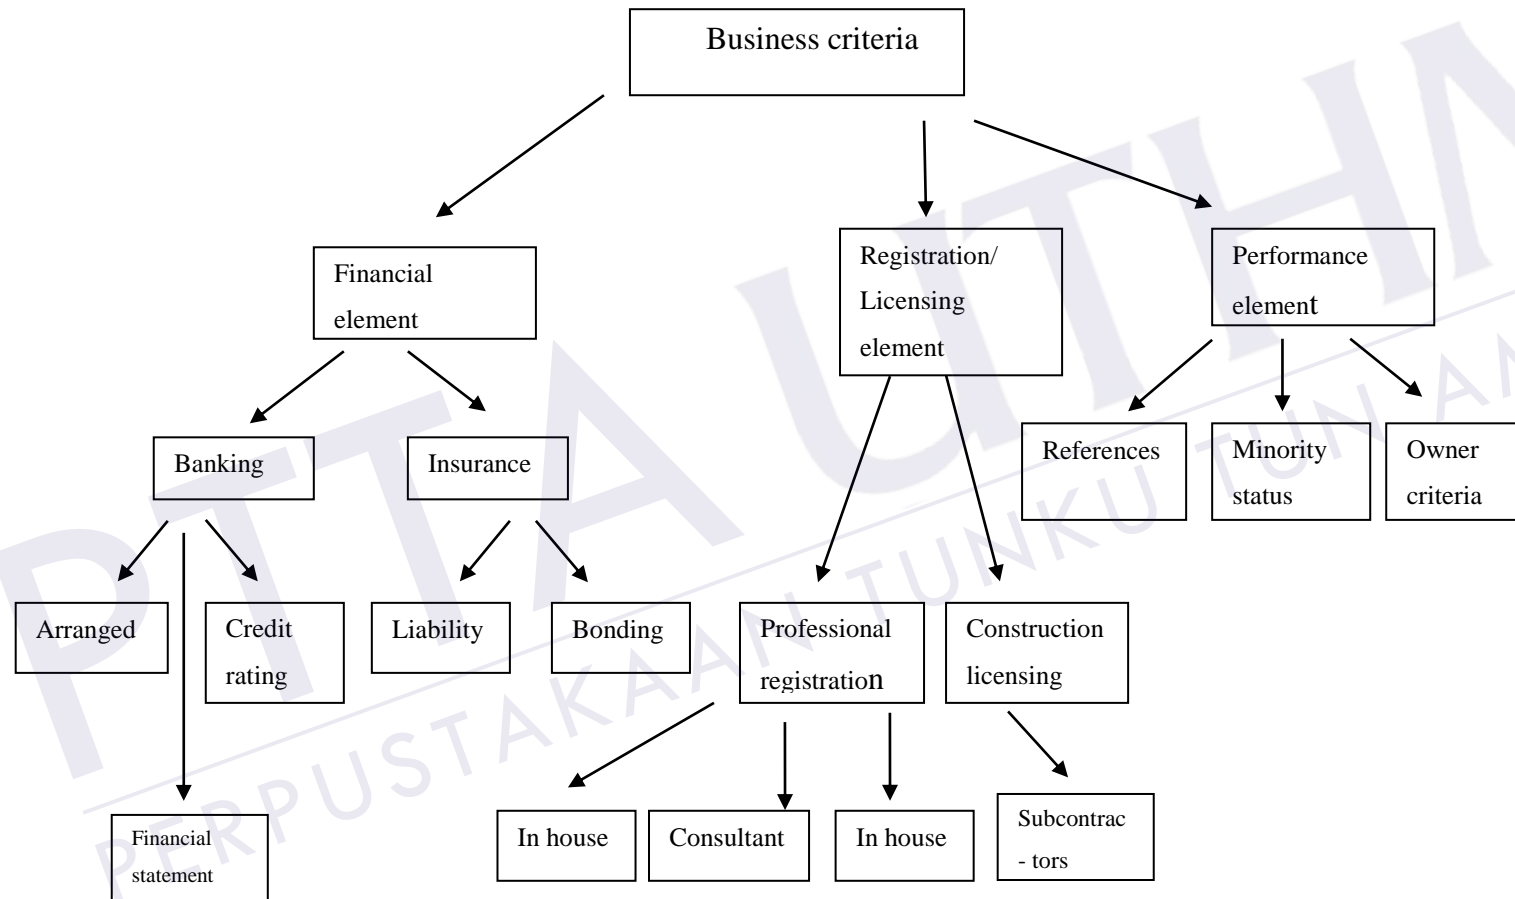 Business criteria
Financial
element
Registration/
Licensing
element
Performance
element
Banking
Insurance
References
Minority
status
Owner
criteria
Arranged
Credit
rating
Liability
Bonding
Professional
registration
Construction
licensing
Financial
statement
In house
Consultant
In house
Subcontrac
- tors
PTTA UTHM
PERPUSTAKAAN TUNKU TUN AM